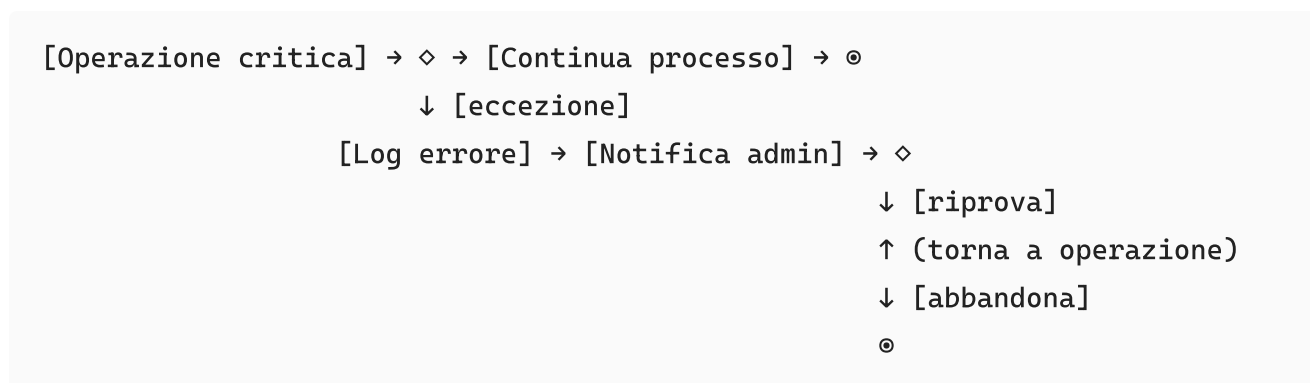 [Operazione critica] → ◇ → [Continua processo] → ◉
↓ [eccezione]
[Log errore] → [Notifica admin] → ◇
↓ [riprova]
↑ (torna a operazione)
↓ [abbandona]
◉